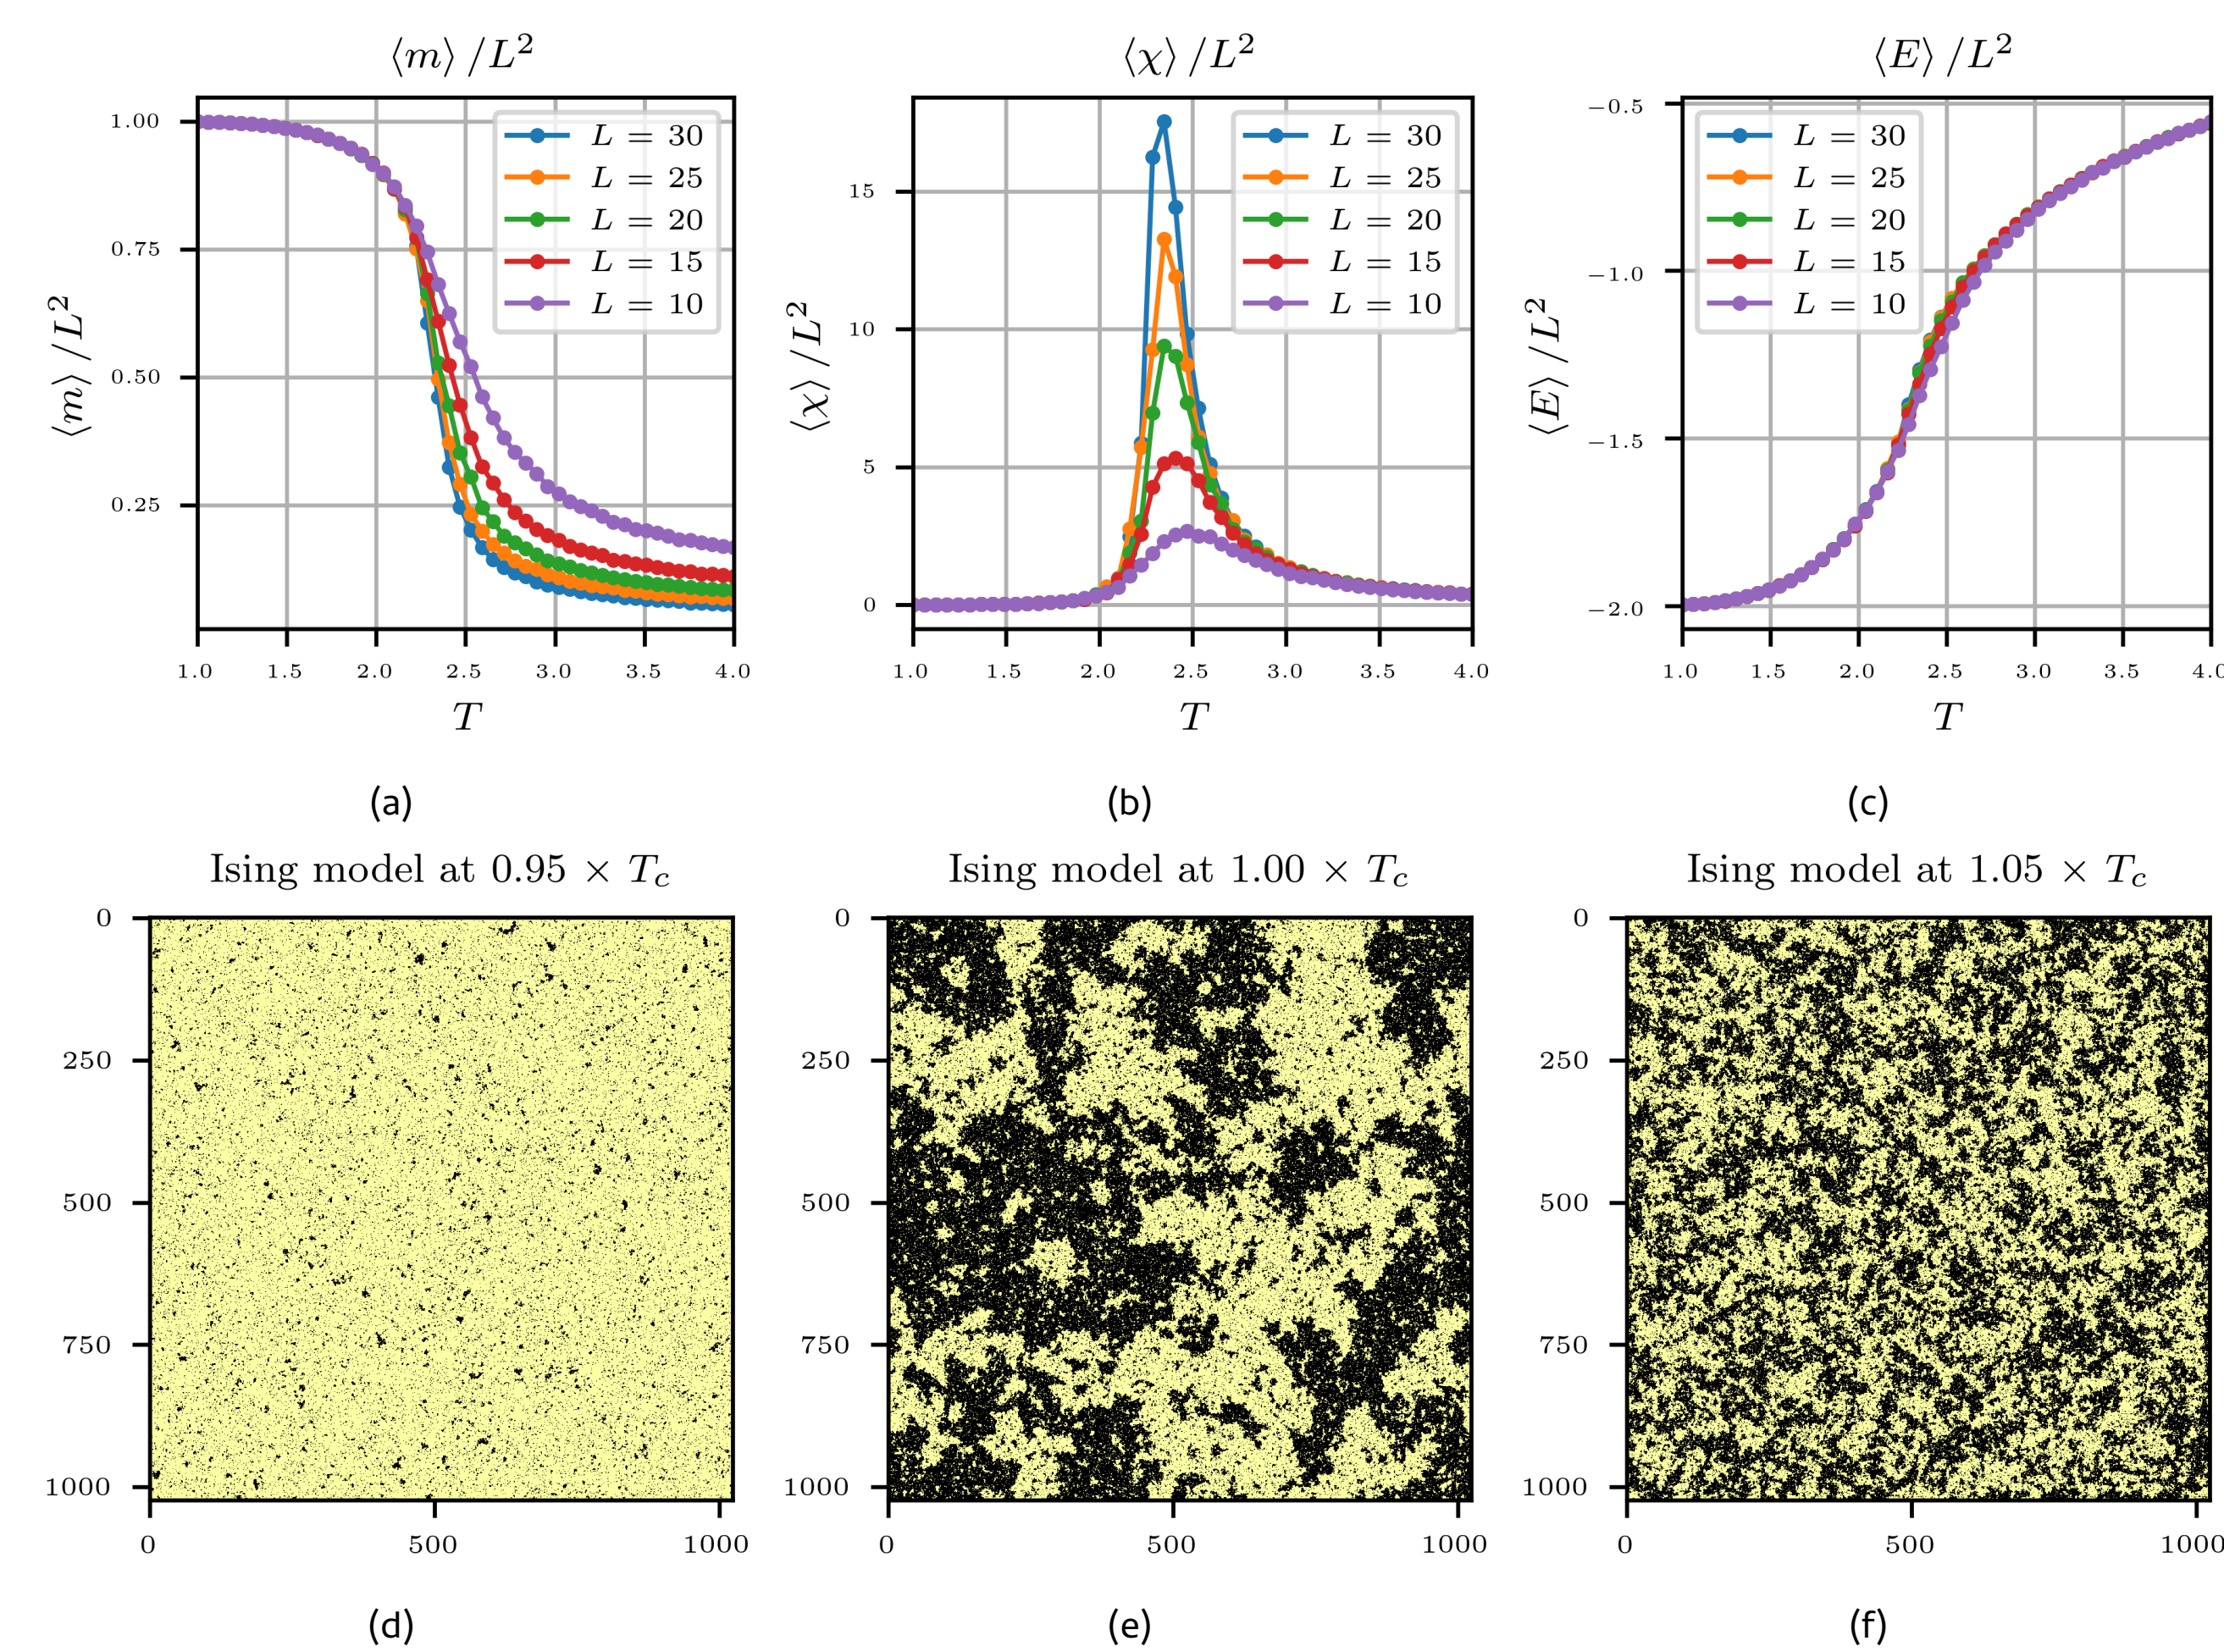 ⟨m⟩ /L²
⟨m⟩ /L²
1.00
0.75
0.50
0.25
L = 30
L = 25
L = 20
L = 15
L = 10
1.0 1.5 2.0 2.5 3.0 3.5 4.0
T
(a)
⟨χ⟩ /L²
⟨χ⟩ /L²
15
10
5
0
L = 30
L = 25
L = 20
L = 15
L = 10
1.0 1.5 2.0 2.5 3.0 3.5 4.0
T
(b)
⟨E⟩ /L²
⟨E⟩ /L²
−0.5
−1.0
−1.5
−2.0
L = 30
L = 25
L = 20
L = 15
L = 10
1.0 1.5 2.0 2.5 3.0 3.5 4.0
T
(c)
Ising model at 0.95 × T_c
0
250
500
750
1000
0 500 1000
(d)
Ising model at 1.00 × T_c
0
250
500
750
1000
0 500 1000
(e)
Ising model at 1.05 × T_c
0
250
500
750
1000
0 500 1000
(f)